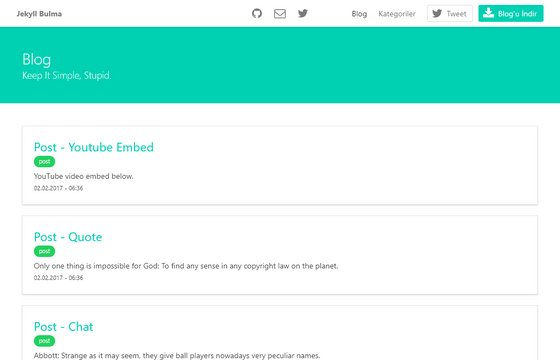 Jekyll Bulma
Blog
Kategoriler
Tweet
Blog'u İndir
Blog
Keep It Simple, Stupid.
Post - Youtube Embed
post
YouTube video embed below.
02.02.2017 - 06:36
Post - Quote
post
Only one thing is impossible for God: To find any sense in any copyright law on the planet.
02.02.2017 - 06:36
Post - Chat
post
Abbott: Strange as it may seem, they give ball players nowadays very peculiar names.